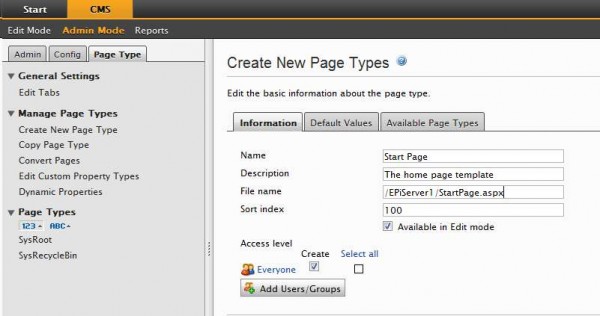 Start CMS
Edit Mode Admin Mode Reports
Admin Config Page Type
General Settings
Edit Tabs
Manage Page Types
Create New Page Type
Copy Page Type
Convert Pages
Edit Custom Property Types
Dynamic Properties
Page Types
123 ABC
SysRoot
SysRecycleBin
Create New Page Types ?
Edit the basic information about the page type.
Information Default Values Available Page Types
Name Start Page
Description The home page template
File name /EPiServer1/StartPage.aspx
Sort index 100
Available in Edit mode
Access level
Create Select all
Everyone
Add Users/Groups